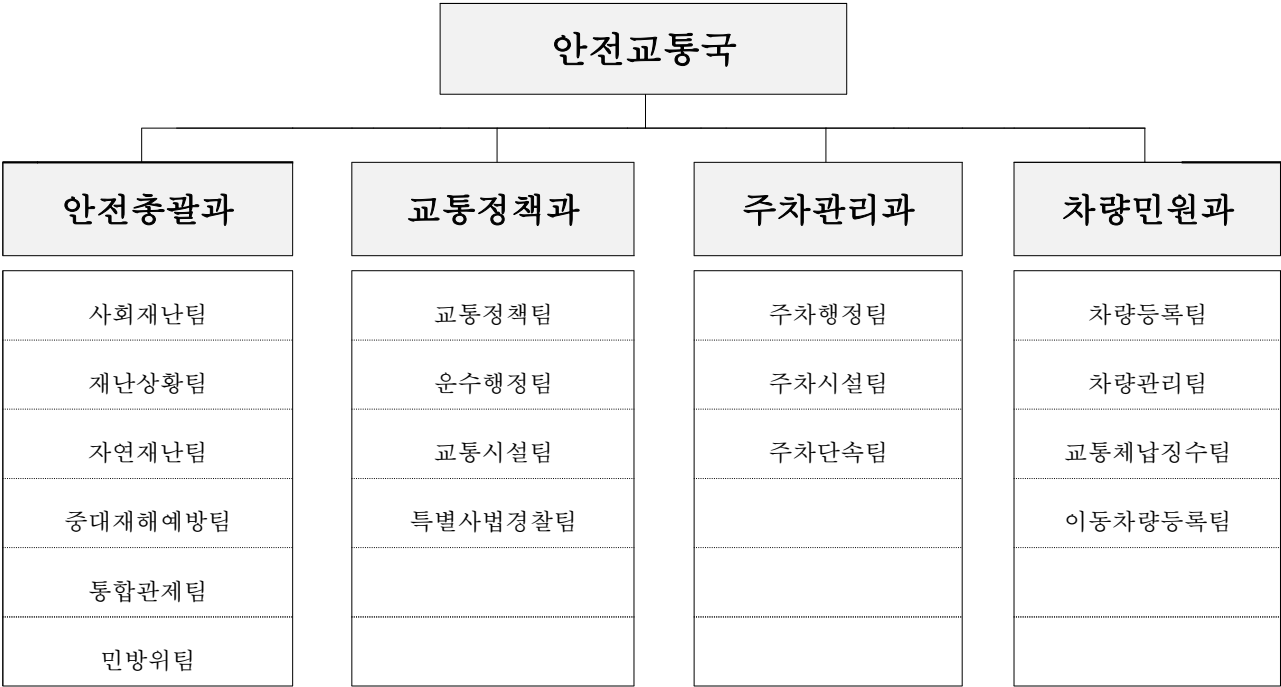 안전교통국
안전총괄과
교통정책과
주차관리과
차량민원과
사회재난팀
재난상황팀
자연재난팀
중대재해예방팀
통합관제팀
민방위팀
교통정책팀
운수행정팀
교통시설팀
특별사법경찰팀
주차행정팀
주차시설팀
주차단속팀
차량등록팀
차량관리팀
교통체납징수팀
이동차량등록팀